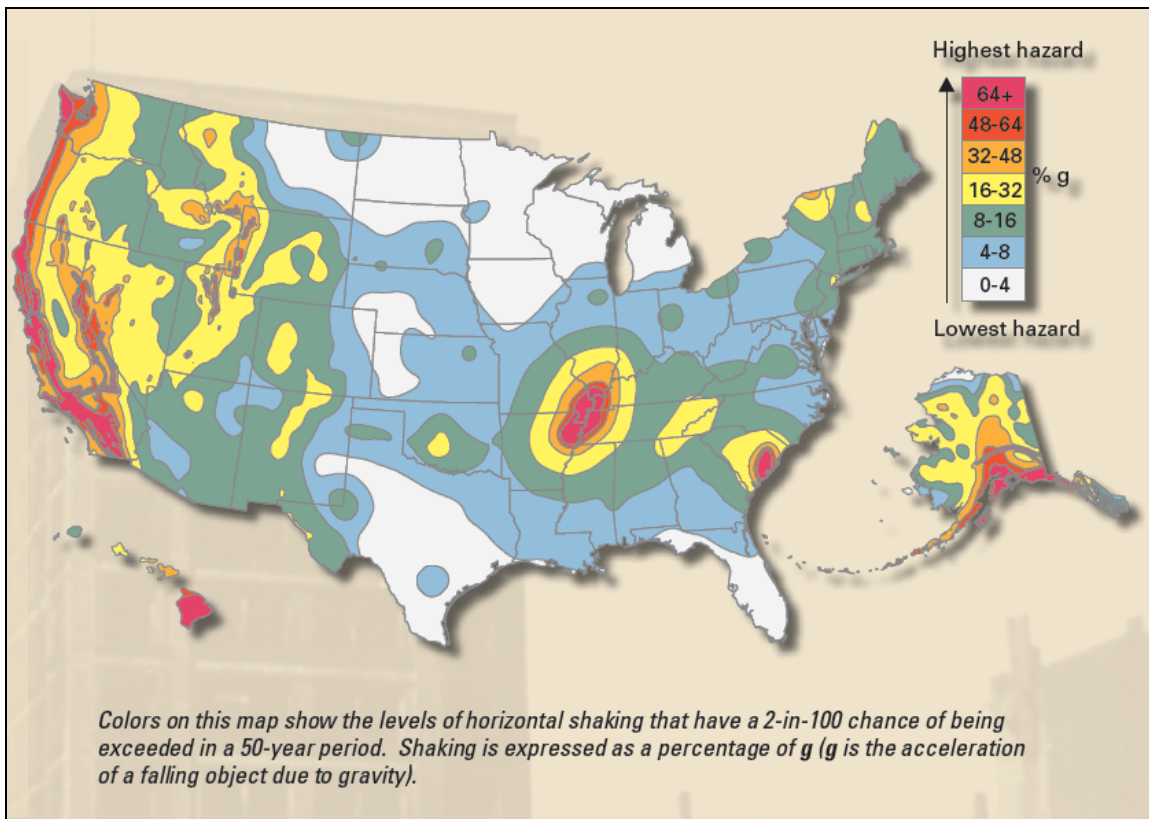 Highest hazard
64+
48-64
32-48
% g
16-32
8-16
4-8
0-4
Lowest hazard
Colors on this map show the levels of horizontal shaking that have a 2-in-100 chance of being
exceeded in a 50-year period. Shaking is expressed as a percentage of g (g is the acceleration
of a falling object due to gravity).